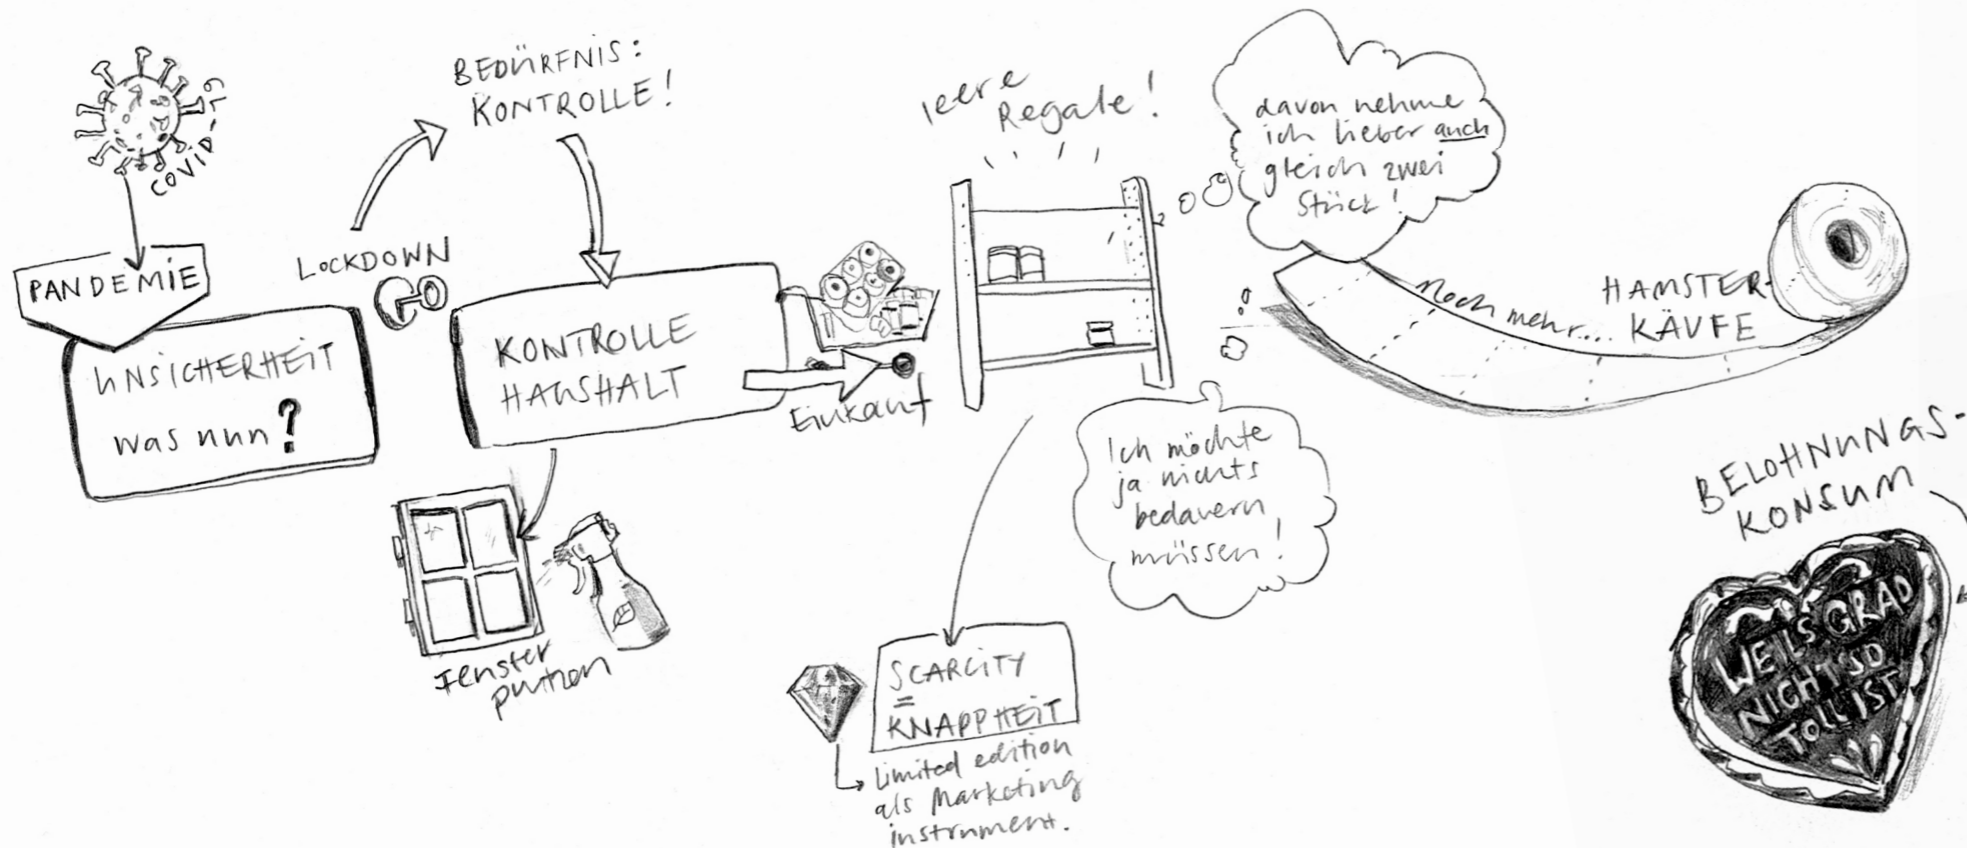 COVID-19
PANDEMIE
UNSICHERHEIT
was nun?
LOCKDOWN
BEDÜRFNIS:
KONTROLLE!
KONTROLLE
HAUSHALT
Fenster
putzen
Einkauf
leere
Regale!
davon nehme
ich lieber auch
gleich zwei
Stück!
Ich möchte
ja nichts
bedauern
müssen!
SCARCITY
=
KNAPPHEIT
Limited edition
als Marketing
instrument.
Noch mehr...
HAMSTER-
KÄUFE
BELOHNUNGS-
KONSUM
WEILS GRAD
NICHT SO
TOLL IST